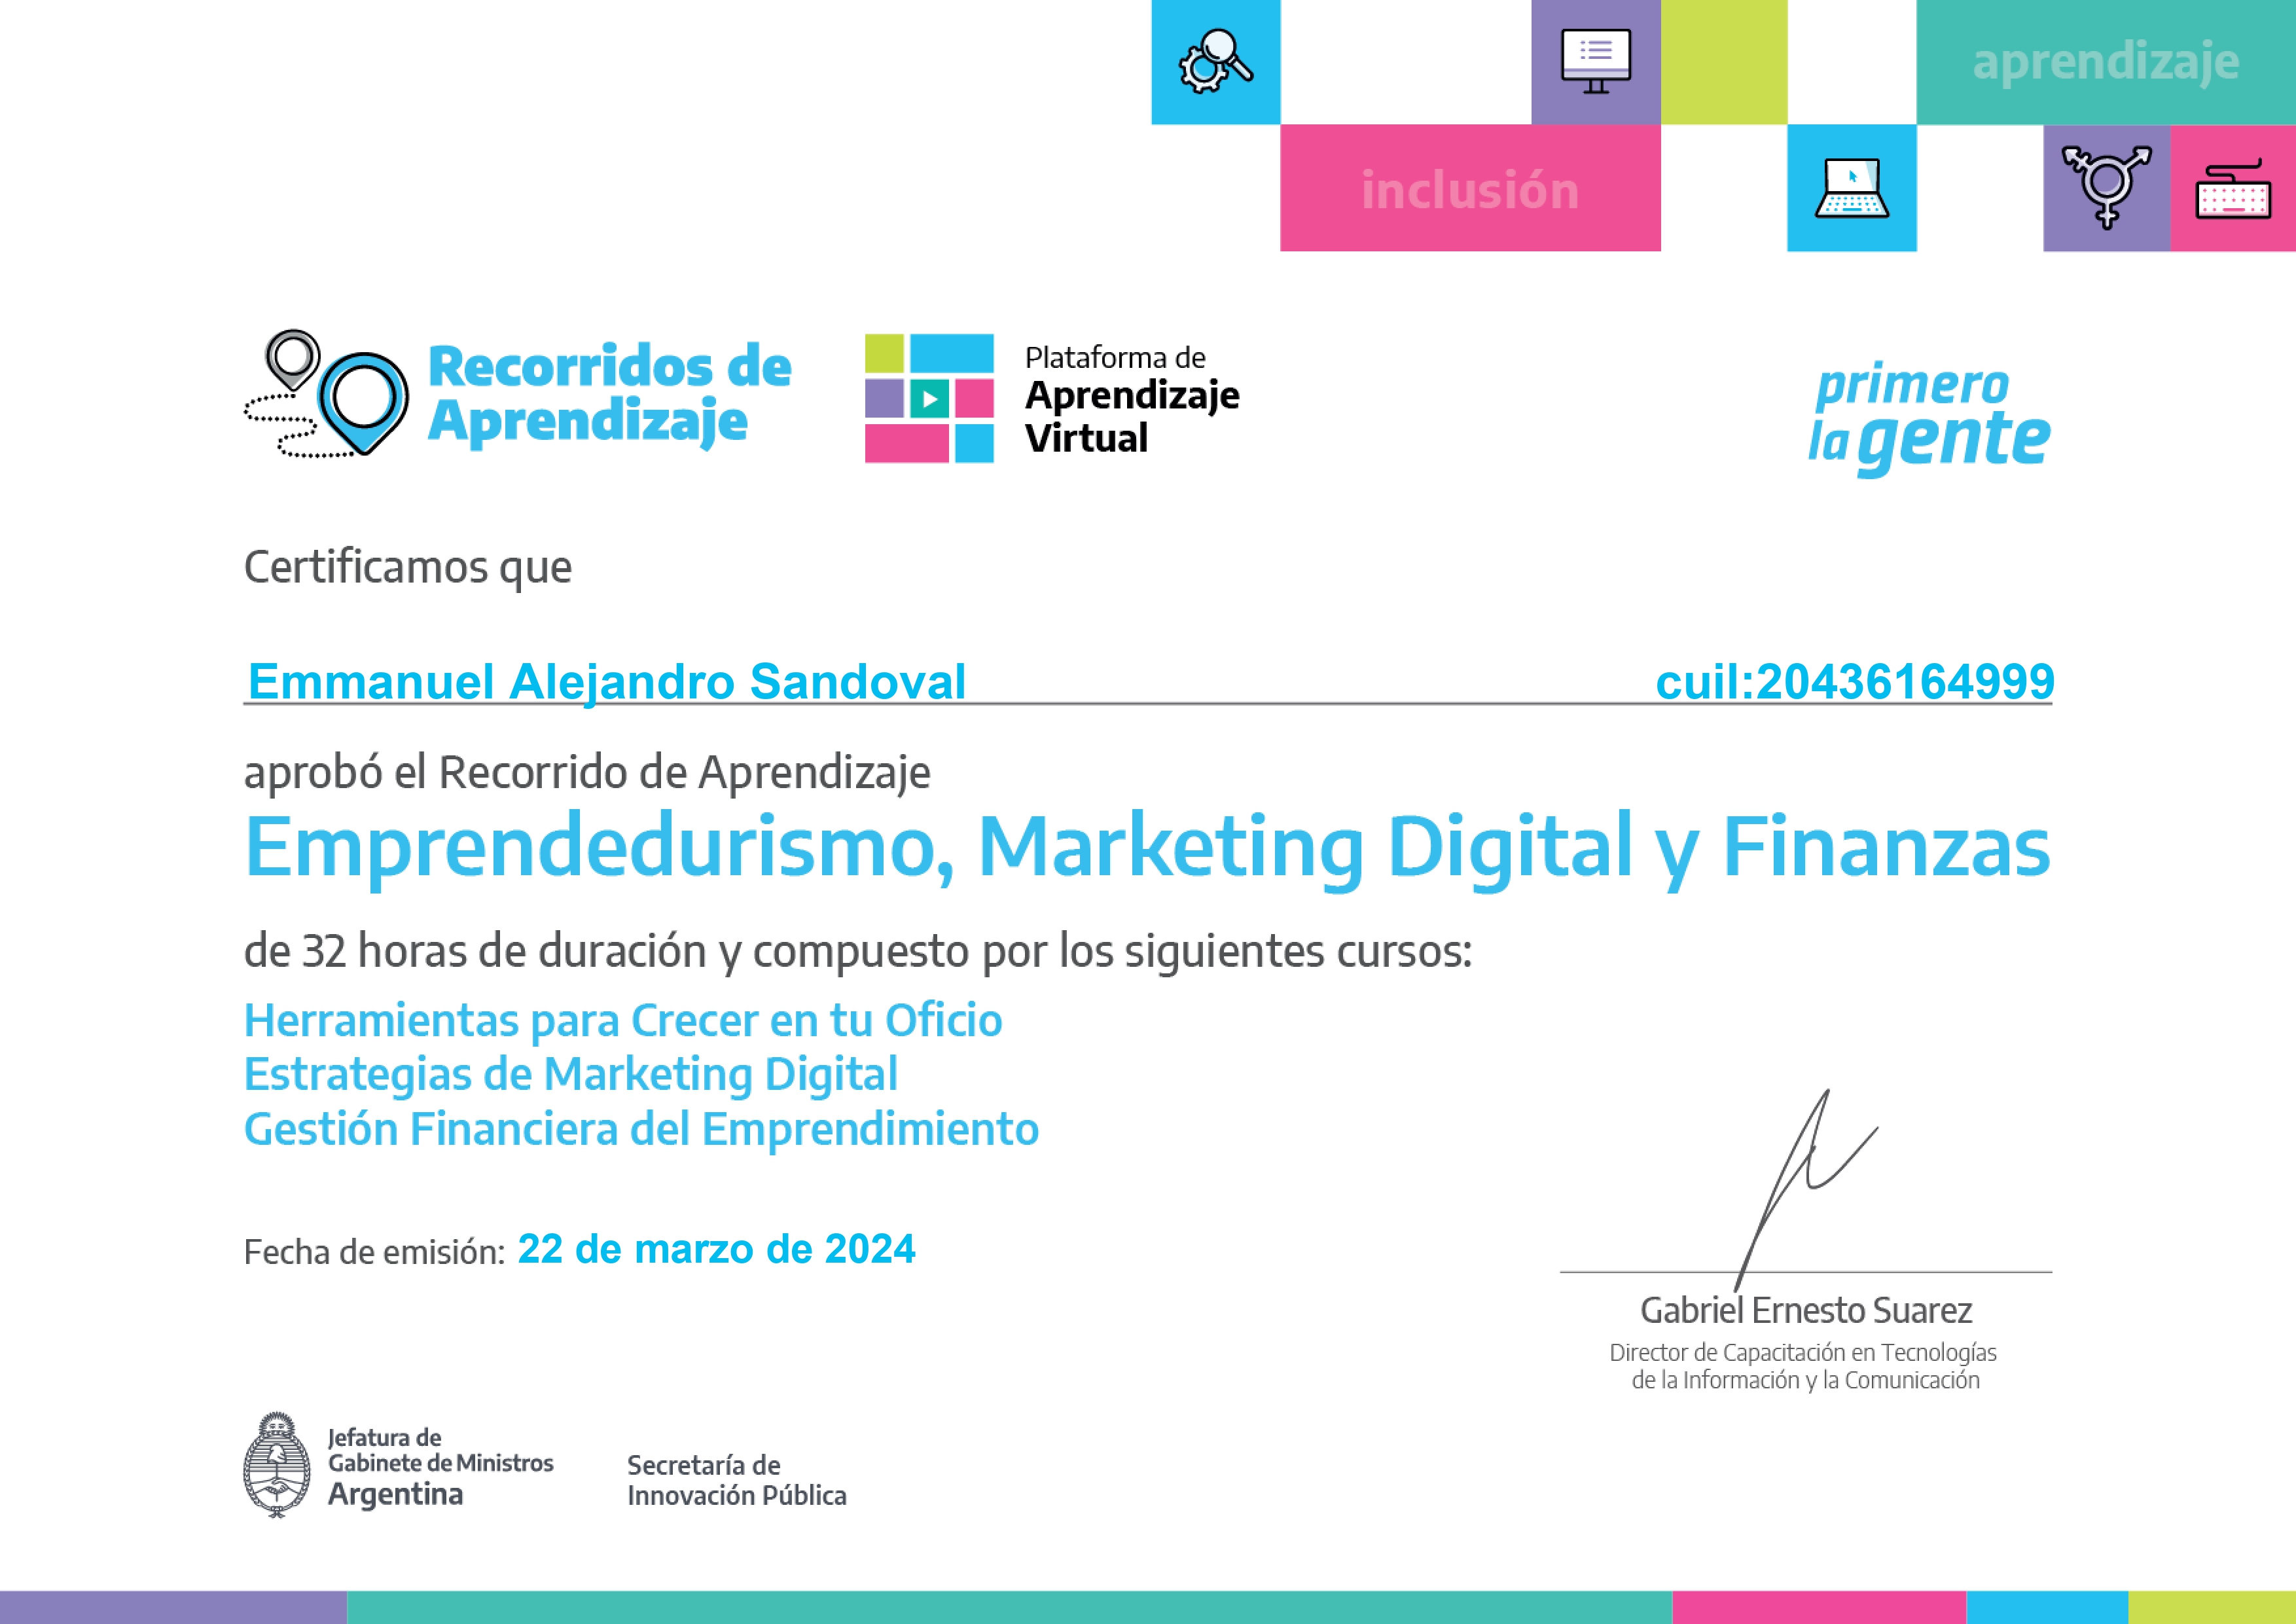 aprendizaje
inclusión
Recorridos de
Aprendizaje
Plataforma de
Aprendizaje
Virtual
primero
la gente
Certificamos que
Emmanuel Alejandro Sandoval cuil:20436164999
aprobó el Recorrido de Aprendizaje
Emprendedurismo, Marketing Digital y Finanzas
de 32 horas de duración y compuesto por los siguientes cursos:
Herramientas para Crecer en tu Oficio
Estrategias de Marketing Digital
Gestión Financiera del Emprendimiento
Fecha de emisión: 22 de marzo de 2024
Gabriel Ernesto Suarez
Director de Capacitación en Tecnologías
de la Información y la Comunicación
Jefatura de
Gabinete de Ministros
Argentina
Secretaría de
Innovación Pública